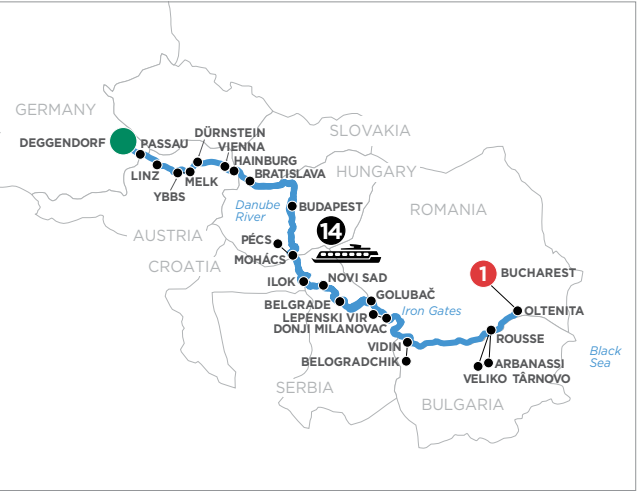 GERMANY
SLOVAKIA
DÜRNSTEIN
DEGGENDORF
PASSAU
VIENNA
HAINBURG
LINZ
MELK
BRATISLAVA
HUNGARY
YBBS
Danube
River
BUDAPEST
ROMANIA
AUSTRIA
14
PÉCS
MOHÁCS
CROATIA
1
BUCHAREST
ILOK
NOVI SAD
GOLUBAČ
BELGRADE
LEPENSKI VIR
Iron Gates
OLTENITA
DONJI MILANOVAC
ROUSSE
VIDIN
BELOGRADCHIK
Black
Sea
ARBANASSI
VELIKO TÂRNOVO
SERBIA
BULGARIA